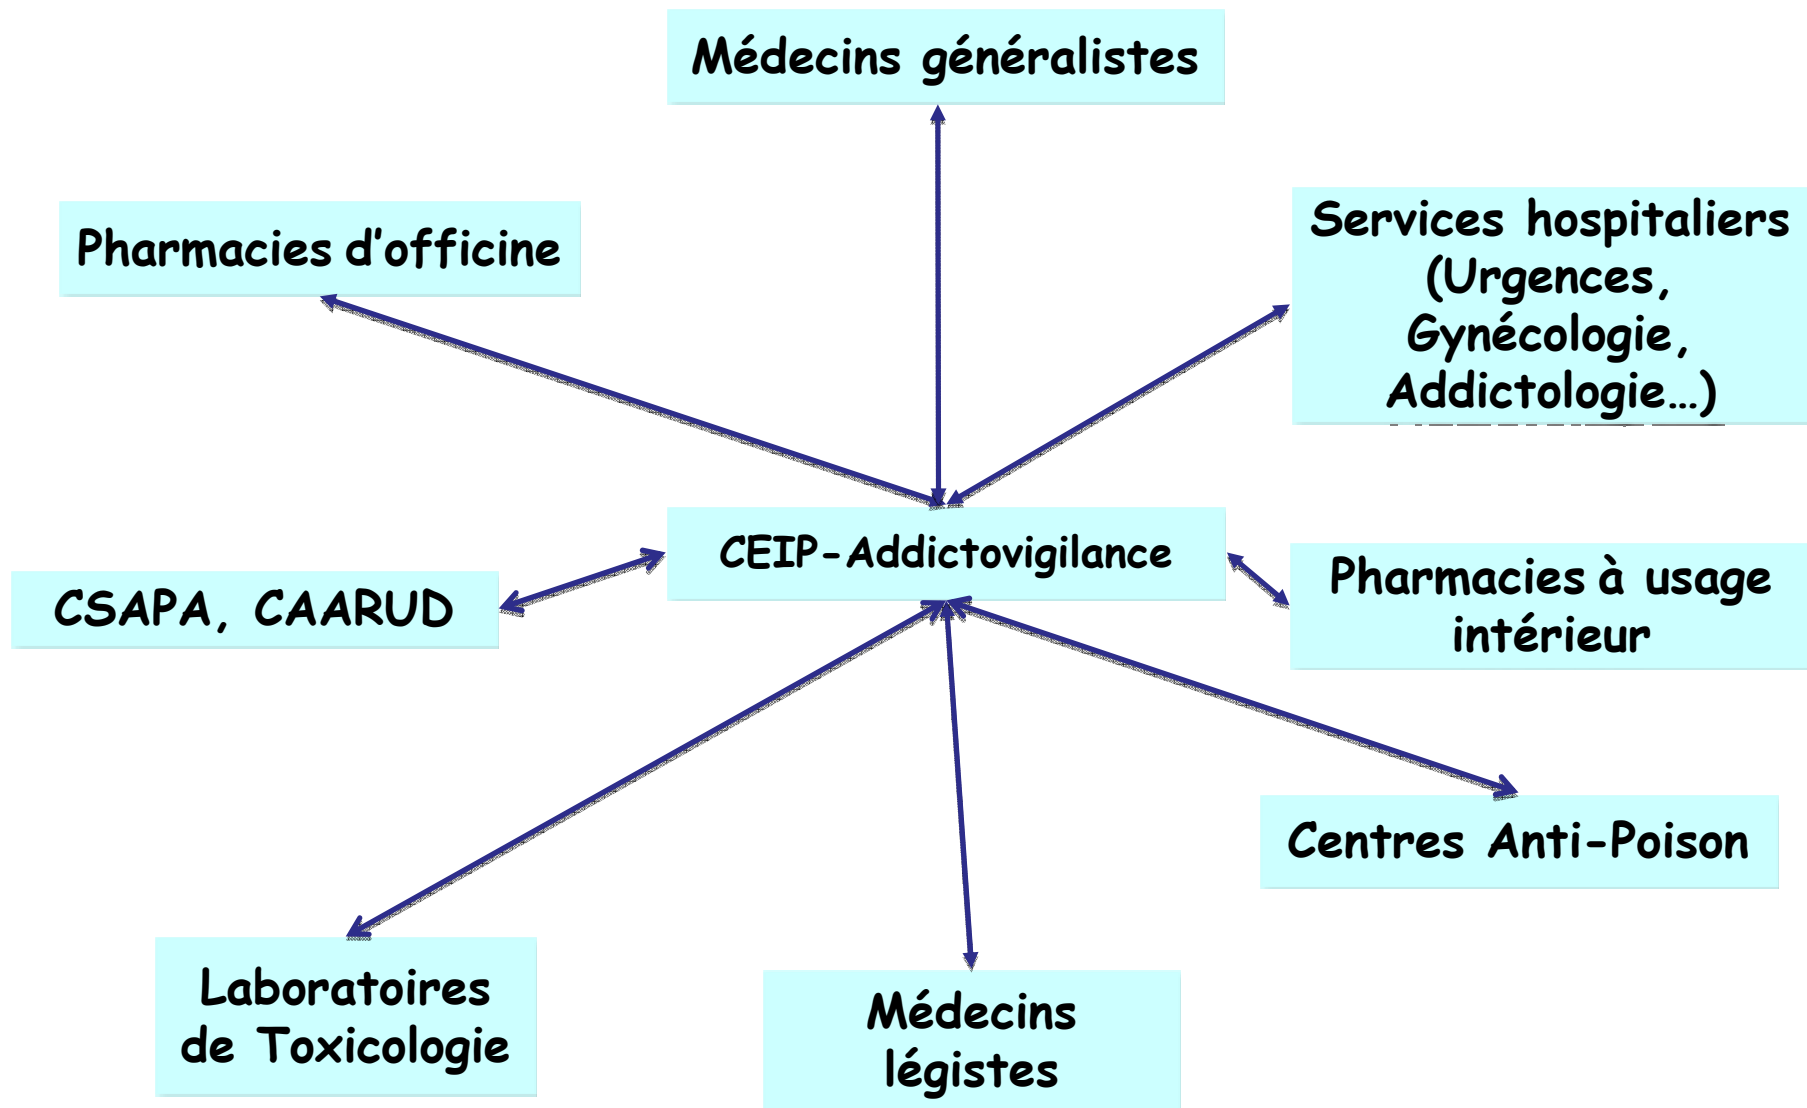 Médecins généralistes
Pharmacies d’officine
Services hospitaliers
(Urgences,
Gynécologie,
Addictologie…)
CEIP-Addictovigilance
CSAPA, CAARUD
Pharmacies à usage
intérieur
Centres Anti-Poison
Laboratoires
de Toxicologie
Médecins
légistes